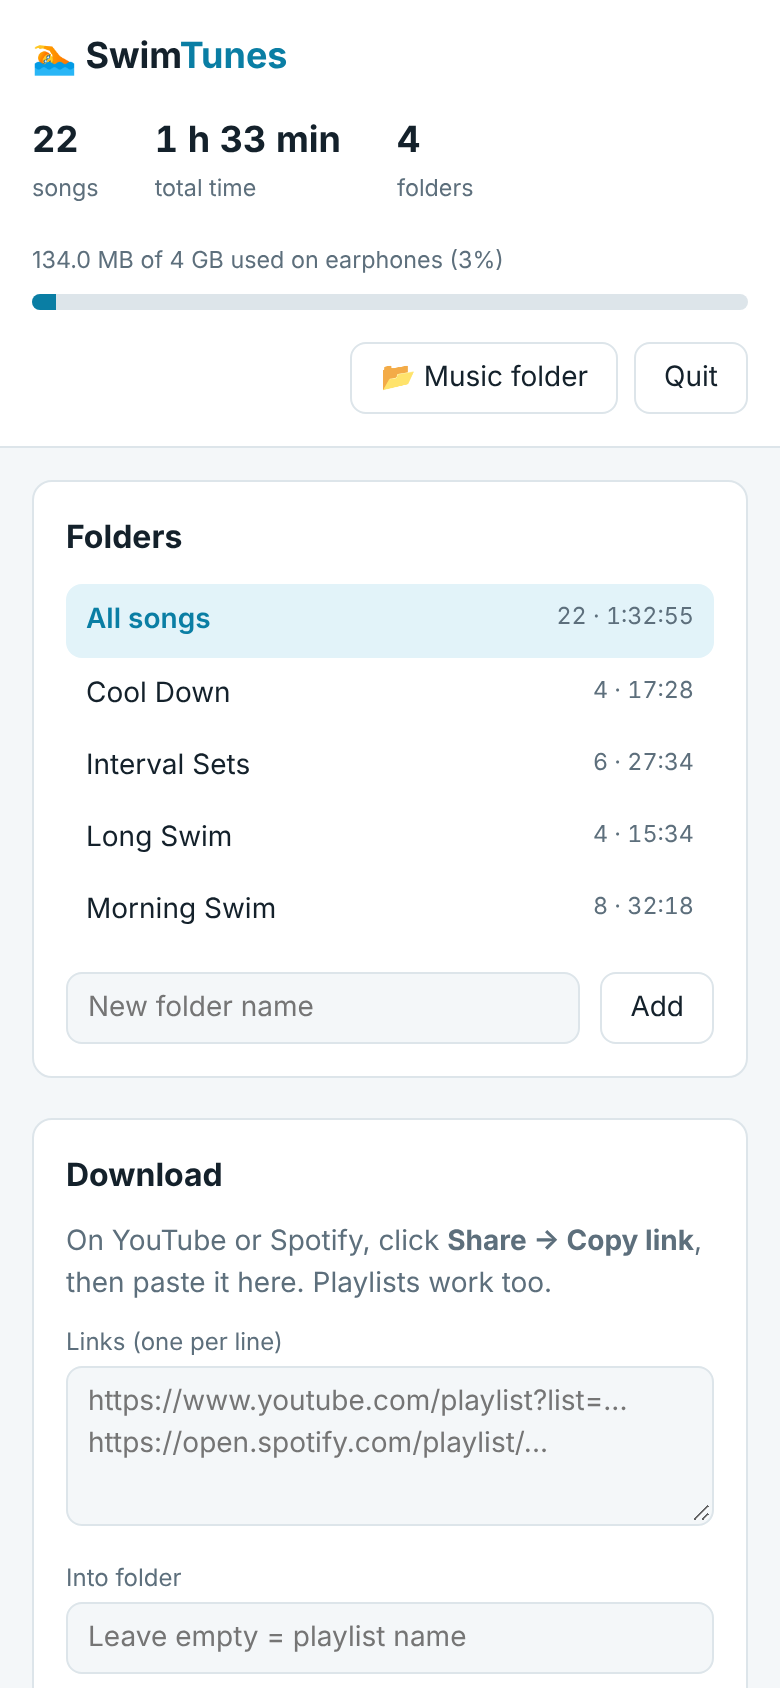 SwimTunes
22 1 h 33 min 4
songs total time folders
134.0 MB of 4 GB used on earphones (3%)
Music folder Quit
Folders
All songs 22 · 1:32:55
Cool Down 4 · 17:28
Interval Sets 6 · 27:34
Long Swim 4 · 15:34
Morning Swim 8 · 32:18
New folder name Add
Download
On YouTube or Spotify, click Share → Copy link,
then paste it here. Playlists work too.
Links (one per line)
https://www.youtube.com/playlist?list=...
https://open.spotify.com/playlist/...
Into folder
Leave empty = playlist name